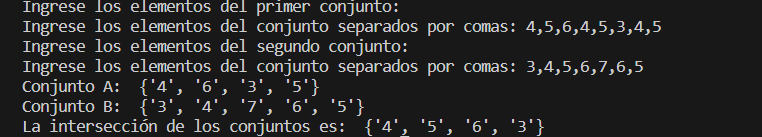 Ingrese los elementos del primer conjunto:
Ingrese los elementos del conjunto separados por comas: 4,5,6,4,5,3,4,5
Ingrese los elementos del segundo conjunto:
Ingrese los elementos del conjunto separados por comas: 3,4,5,6,7,6,5
Conjunto A:  {'4', '6', '3', '5'}
Conjunto B:  {'3', '4', '7', '6', '5'}
La intersección de los conjuntos es:  {'4', '5', '6', '3'}